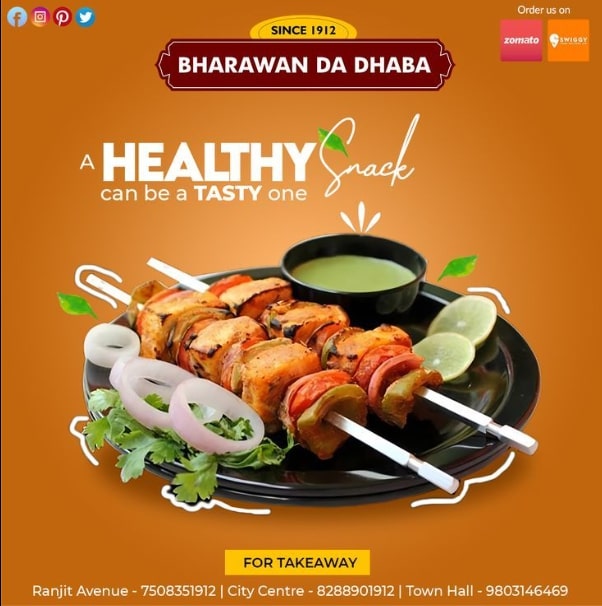 Order us on
SINCE 1912
zomato
SWIGGY
BHARAWAN DA DHABA
A HEALTHY Snack
can be a TASTY one
FOR TAKEAWAY
Ranjit Avenue - 7508351912 | City Centre - 8288901912 | Town Hall - 9803146469